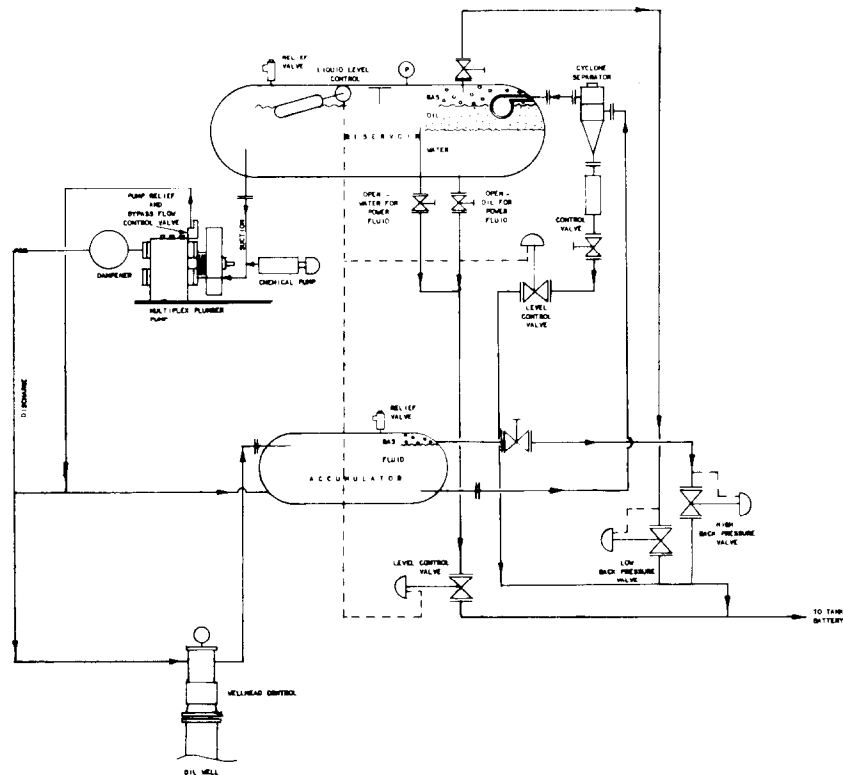 RELIEF
VALVE
LIQUID LEVEL
CONTROL
P
CYCLONE
SEPARATOR
GAS
OIL
RESERVOIR
WATER
PUMP RELIEF
AND
BYPASS FLOW
CONTROL VALVE
SUCTION
OPEN -
WATER FOR
POWER
FLUID
OPEN -
OIL FOR
POWER
FLUID
CONTROL
VALVE
DAMPENER
CHEMICAL PUMP
MULTIPLEX PLUNBER
PUMP
LEVEL
CONTROL
VALVE
DISCHARGE
RELIEF
VALVE
GAS
FLUID
ACCUMULATOR
HIGH
BACK PRESSURE
VALVE
LOW
BACK PRESSURE
VALVE
LEVEL CONTROL
VALVE
TO TANK
BATTERY
WELLHEAD CONTROL
OIL WELL